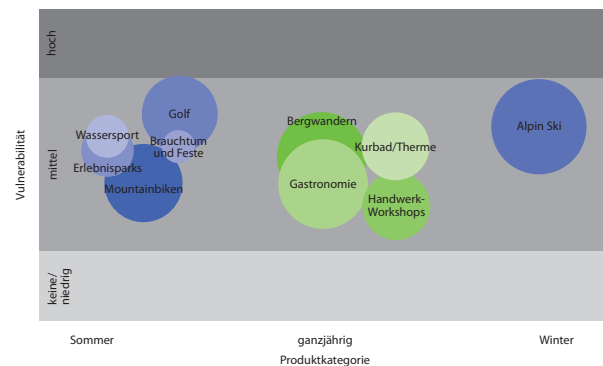 Vulnerabilität
hoch
mittel
keine/
niedrig
Golf
Wassersport
Brauchtum
und Feste
Erlebnisparks
Mountainbiken
Bergwandern
Kurbad/Therme
Gastronomie
Handwerk-
Workshops
Alpin Ski
Sommer
ganzjährig
Winter
Produktkategorie